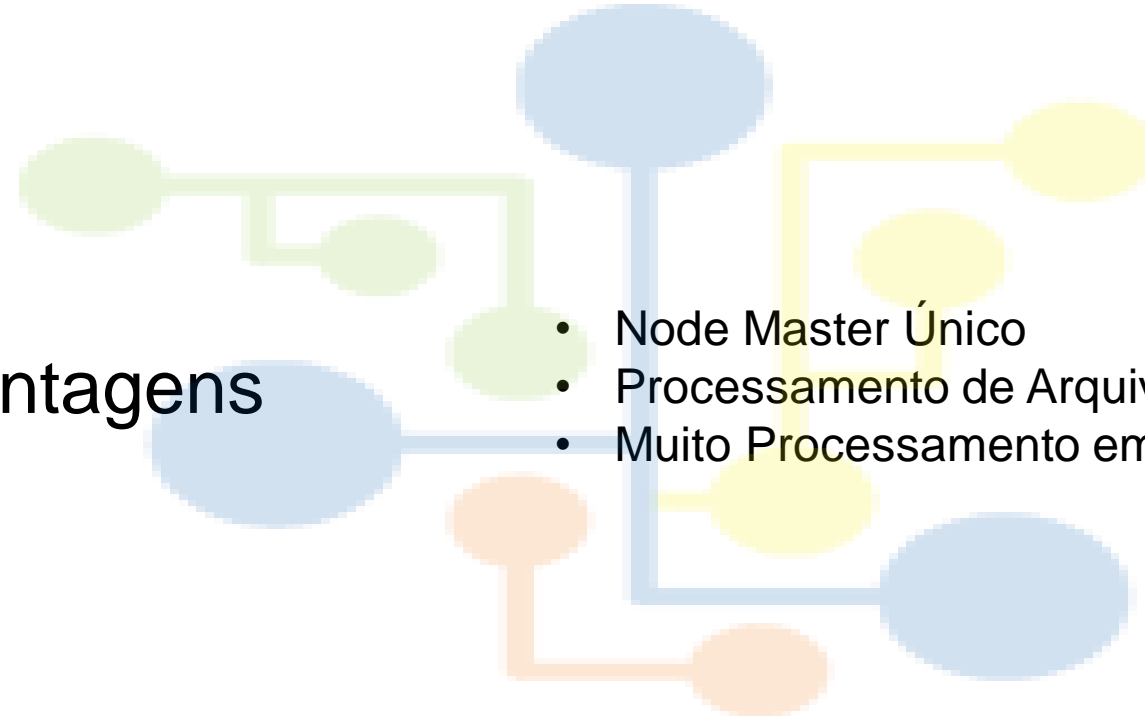 ntagens
• Node Master Único
• Processamento de Arquiv
• Muito Processamento em